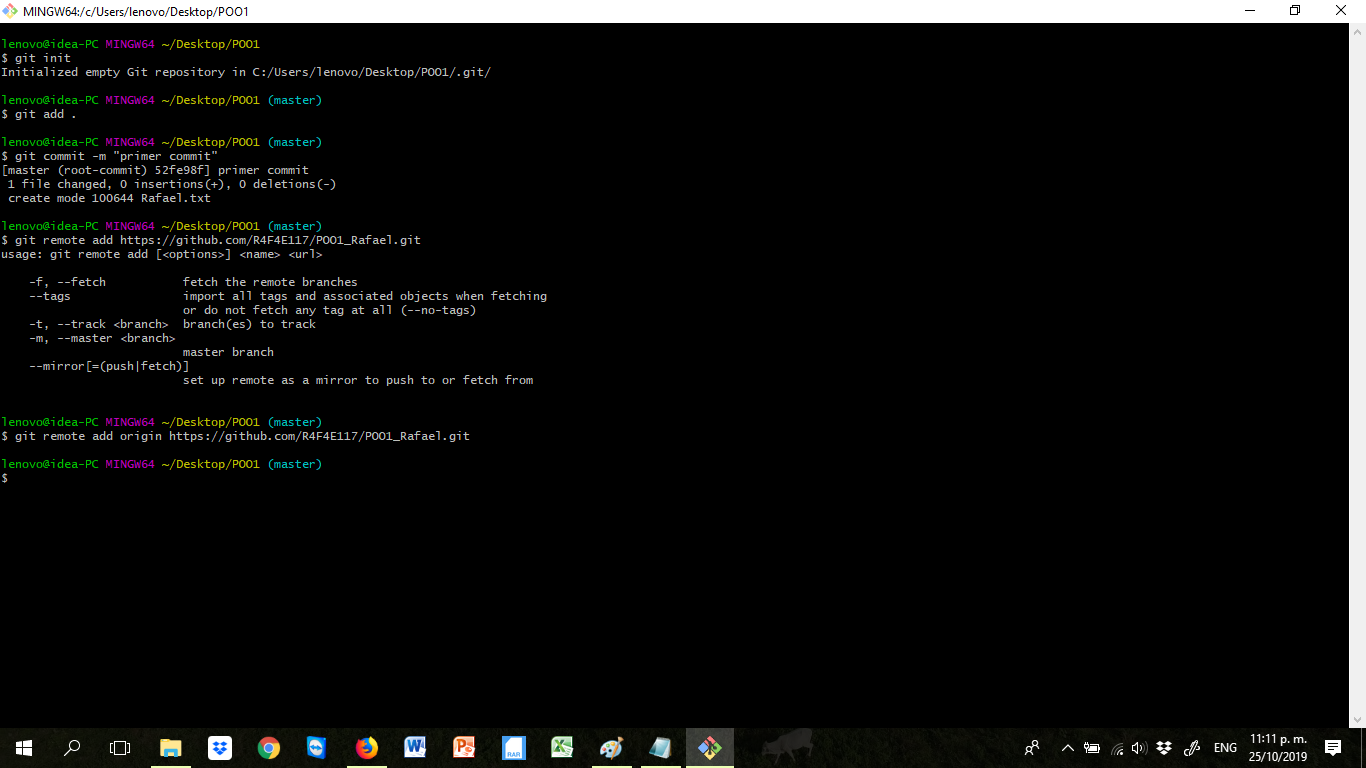 MINGW64:/c/Users/lenovo/Desktop/POO1
lenovo@idea-PC MINGW64 ~/Desktop/POO1
$ git init
Initialized empty Git repository in C:/Users/lenovo/Desktop/POO1/.git/
lenovo@idea-PC MINGW64 ~/Desktop/POO1 (master)
$ git add .
lenovo@idea-PC MINGW64 ~/Desktop/POO1 (master)
$ git commit -m "primer commit"
[master (root-commit) 52fe98f] primer commit
 1 file changed, 0 insertions(+), 0 deletions(-)
 create mode 100644 Rafael.txt
lenovo@idea-PC MINGW64 ~/Desktop/POO1 (master)
$ git remote add https://github.com/R4F4E117/POO1_Rafael.git
usage: git remote add [<options>] <name> <url>
    -f, --fetch           fetch the remote branches
    --tags                import all tags and associated objects when fetching
                          or do not fetch any tag at all (--no-tags)
    -t, --track <branch>  branch(es) to track
    -m, --master <branch>
                          master branch
    --mirror[=(push|fetch)]
                          set up remote as a mirror to push to or fetch from
lenovo@idea-PC MINGW64 ~/Desktop/POO1 (master)
$ git remote add origin https://github.com/R4F4E117/POO1_Rafael.git
lenovo@idea-PC MINGW64 ~/Desktop/POO1 (master)
$
RAR
ENG
11:11 p. m.
25/10/2019